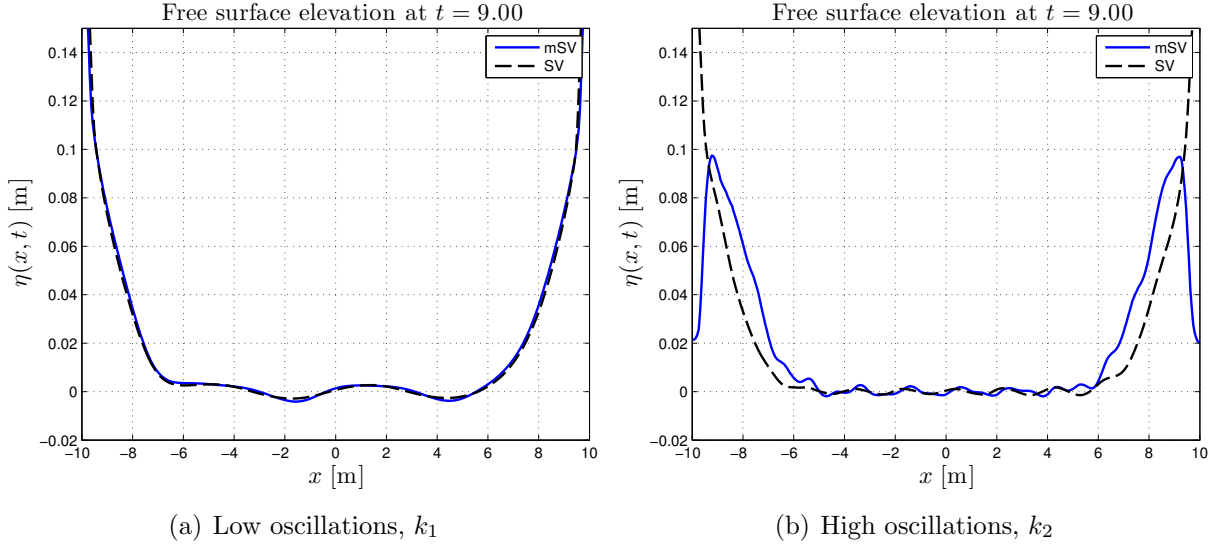 Free surface elevation at t = 9.00
mSV
SV
0.14
0.12
0.1
0.08
0.06
0.04
0.02
0
−0.02
η(x, t) [m]
−10 −8 −6 −4 −2 0 2 4 6 8 10
x [m]
(a) Low oscillations, k₁
Free surface elevation at t = 9.00
mSV
SV
0.14
0.12
0.1
0.08
0.06
0.04
0.02
0
−0.02
η(x, t) [m]
−10 −8 −6 −4 −2 0 2 4 6 8 10
x [m]
(b) High oscillations, k₂